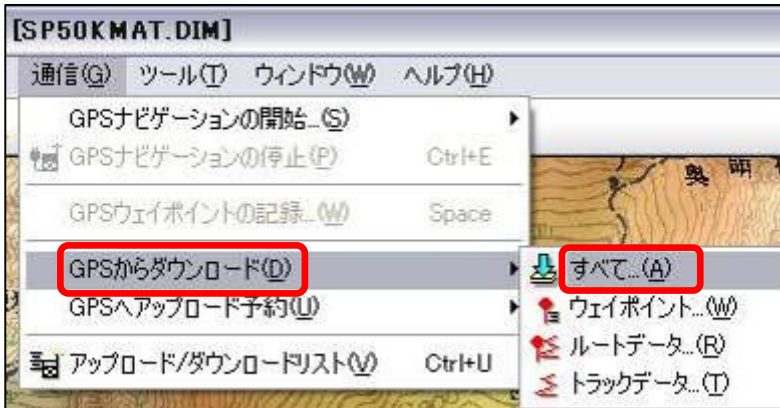 [SP50KMAT.DIM]
通信(G) ツール(T) ウィンドウ(W) ヘルプ(H)
GPSナビゲーションの開始...(S)
GPSナビゲーションの停止(P) Ctrl+E
GPSウェイポイントの記録...(W) Space
GPSからダウンロード(D)
GPSへアップロード予約(U)
アップロード/ダウンロードリスト(V) Ctrl+U
すべて...(A)
ウェイポイント...(W)
ルートデータ...(R)
トラックデータ...(T)